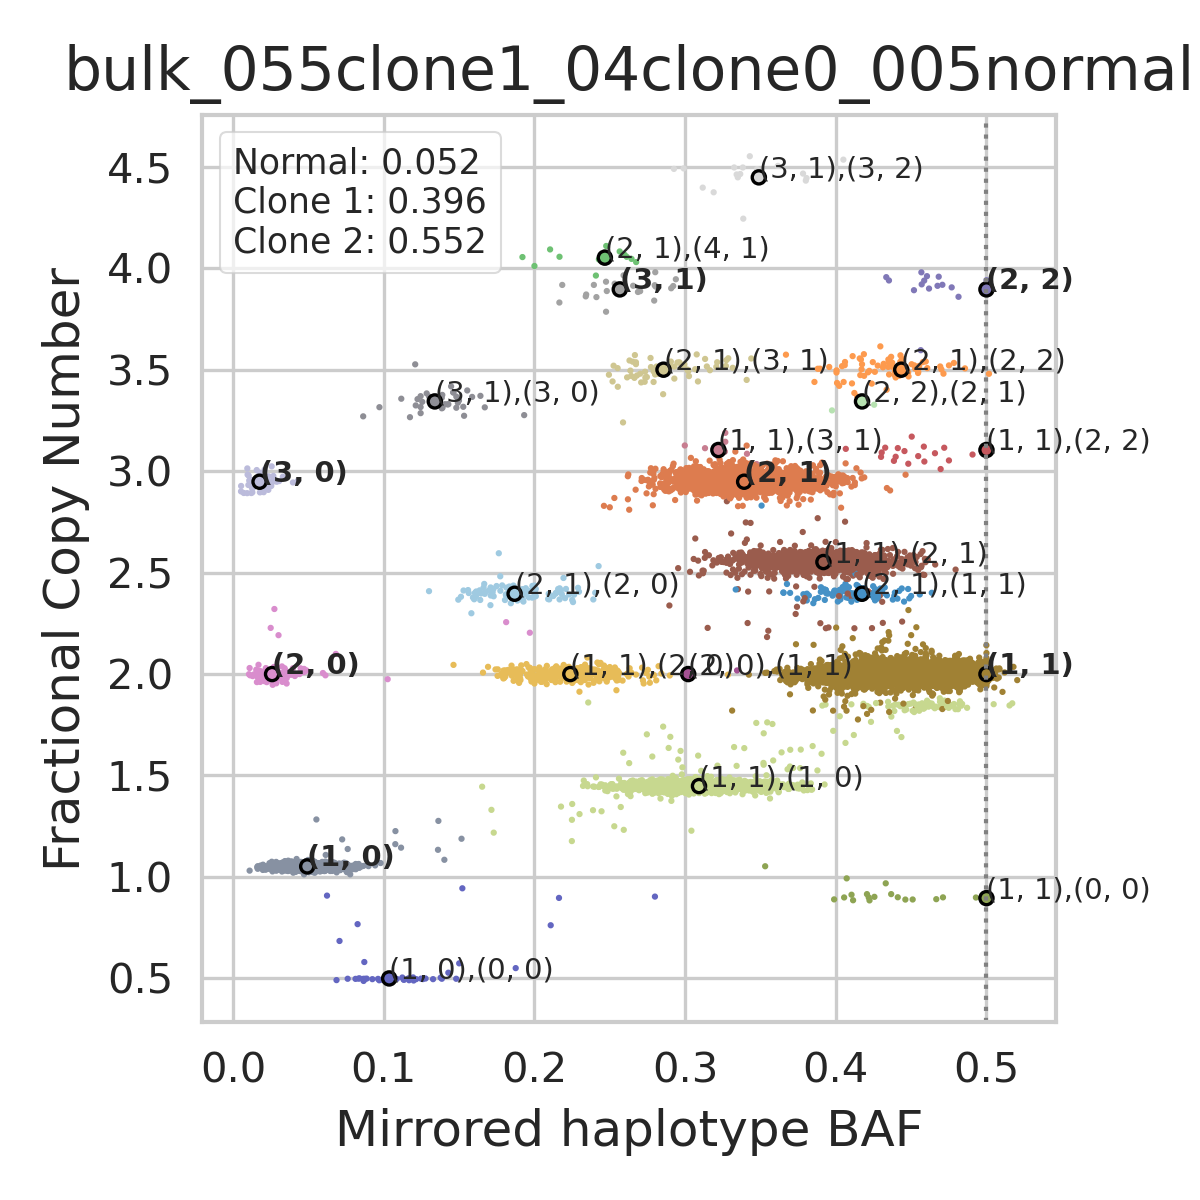 bulk_055clone1_04clone0_005normal
Normal: 0.052
Clone 1: 0.396
Clone 2: 0.552
(3, 1),(3, 2)
(2, 1),(4, 1)
(3, 1)
(2, 2)
(2, 1),(3, 1)
(2, 1),(2, 2)
(3, 1),(3, 0)
(2, 2),(2, 1)
(1, 1),(3, 1)
(1, 1),(2, 2)
(3, 0)
(2, 1)
(1, 1),(2, 1)
(2, 1),(2, 0)
(2, 1),(1, 1)
(2, 0)
(1, 1),(2, 0)
(2, 0),(1, 1)
(1, 1)
(1, 1),(1, 0)
(1, 0)
(1, 1),(0, 0)
(1, 0),(0, 0)
4.5
4.0
3.5
3.0
2.5
2.0
1.5
1.0
0.5
Fractional Copy Number
0.0 0.1 0.2 0.3 0.4 0.5
Mirrored haplotype BAF